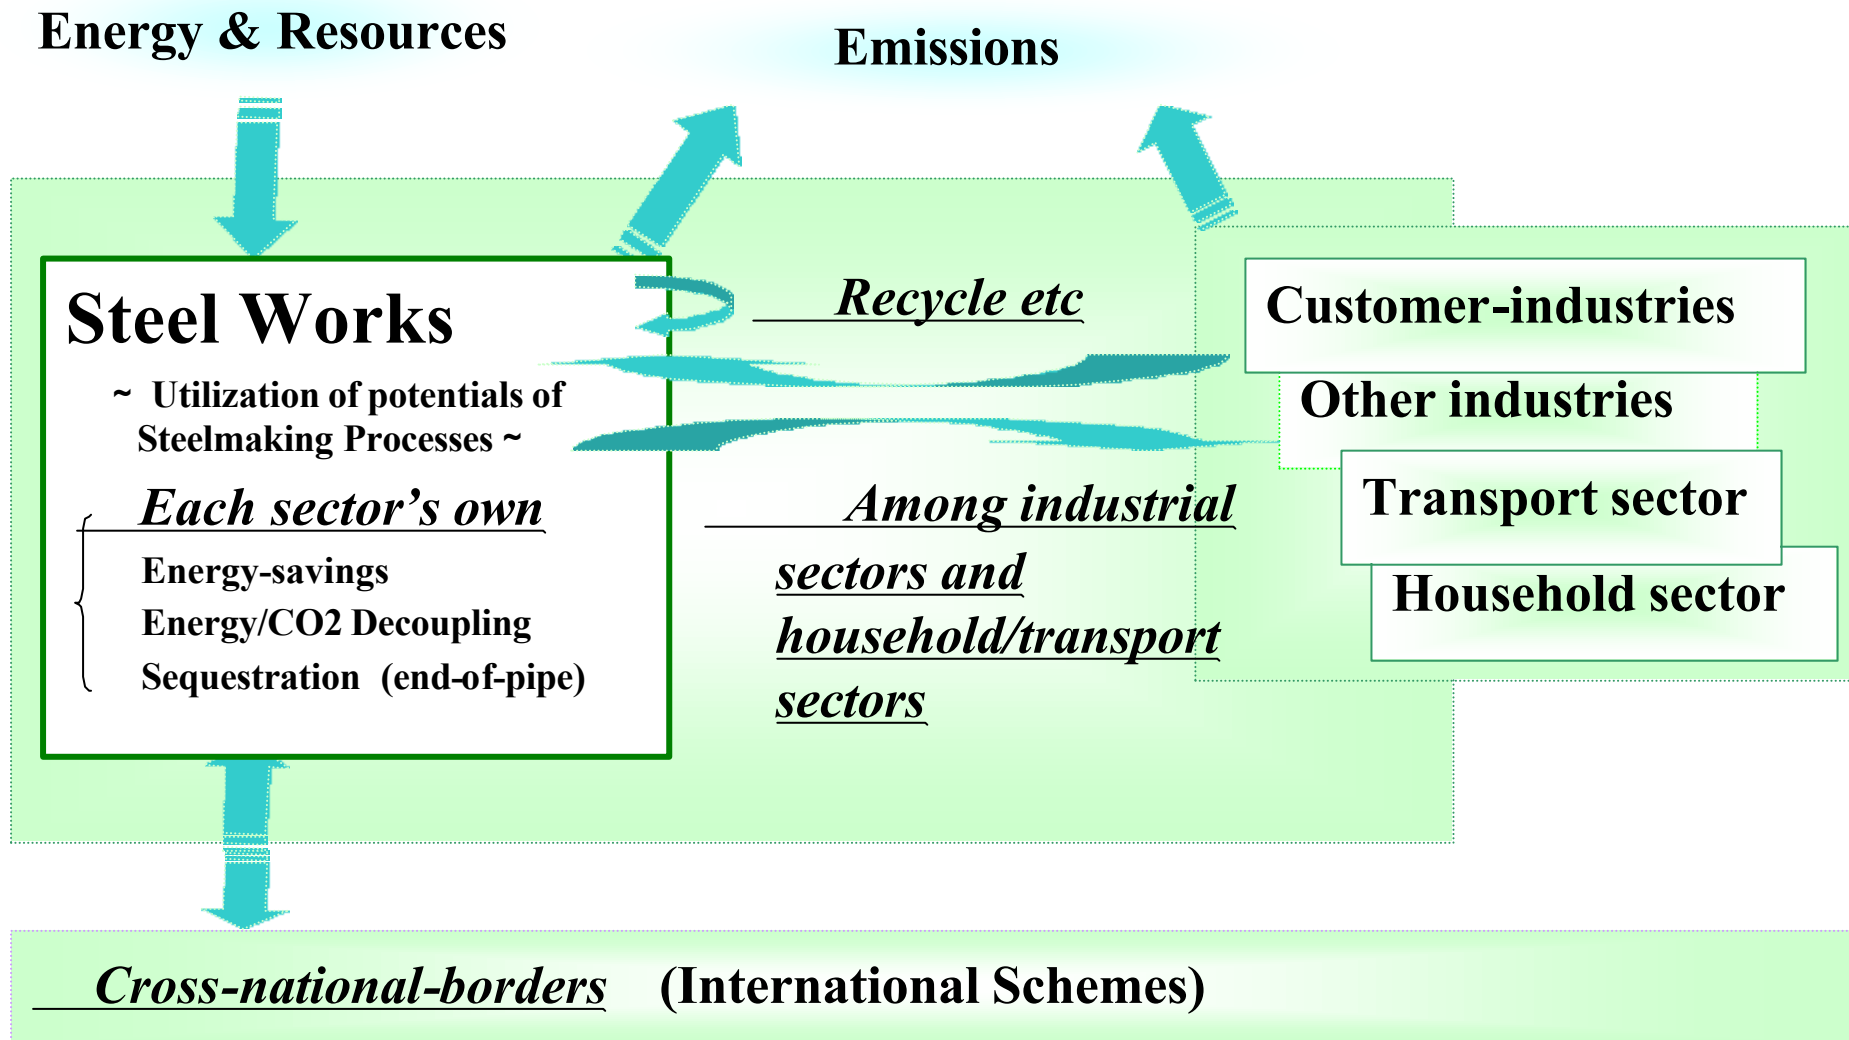 Energy & Resources
Emissions
Steel Works
~ Utilization of potentials of
Steelmaking Processes ~
Each sector’s own
Energy-savings
Energy/CO2 Decoupling
Sequestration (end-of-pipe)
Recycle etc
Among industrial
sectors and
household/transport
sectors
Customer-industries
Other industries
Transport sector
Household sector
Cross-national-borders (International Schemes)